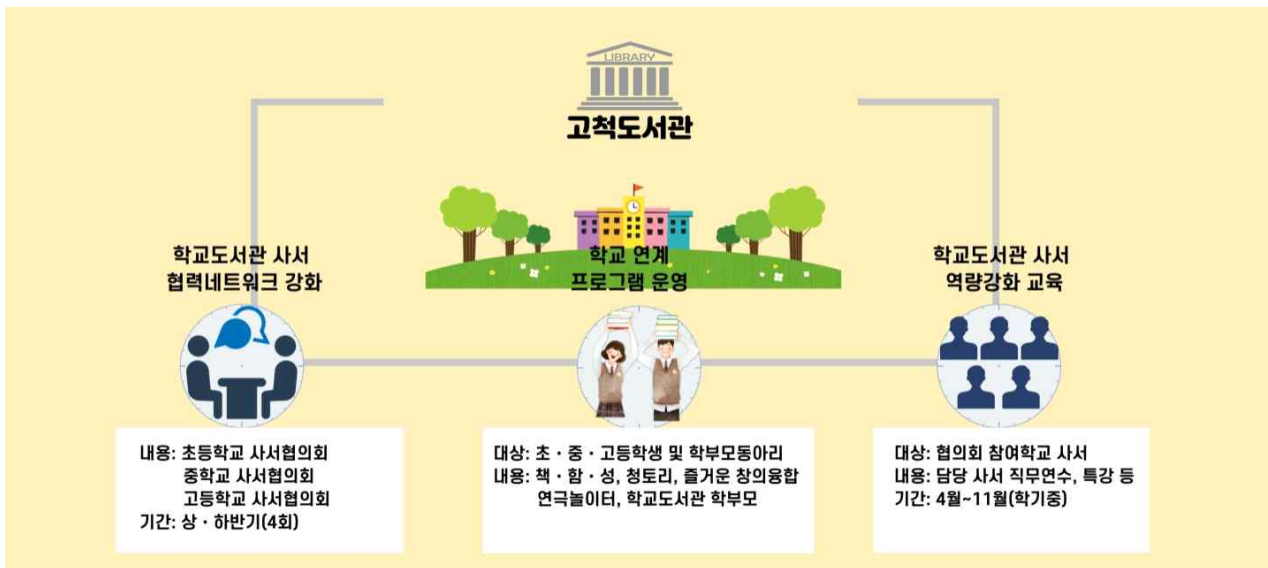 LIBRARY
고척도서관
학교도서관 사서
협력네트워크 강화
내용: 초등학교 사서협의회
중학교 사서협의회
고등학교 사서협의회
기간: 상·하반기(4회)
학교 연계
프로그램 운영
대상: 초·중·고등학생 및 학부모동아리
내용: 책·함·성, 청토리, 즐거운 창의융합
연극놀이터, 학교도서관 학부모
학교도서관 사서
역량강화 교육
대상: 협의회 참여학교 사서
내용: 담당 사서 직무연수, 특강 등
기간: 4월~11월(학기중)